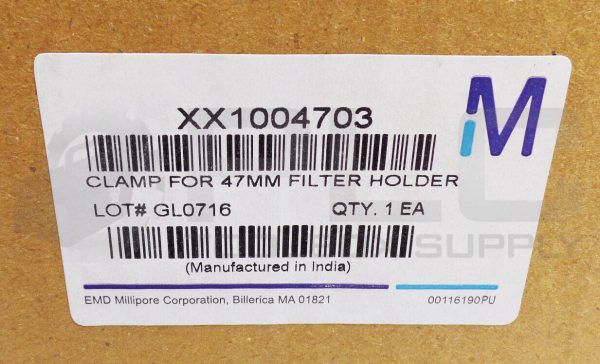 XX1004703
M
CLAMP FOR 47MM FILTER HOLDER
LOT# GL0716 QTY. 1 EA
(Manufactured in India)
EMD Millipore Corporation, Billerica MA 01821 00116190PU
SUPPLY